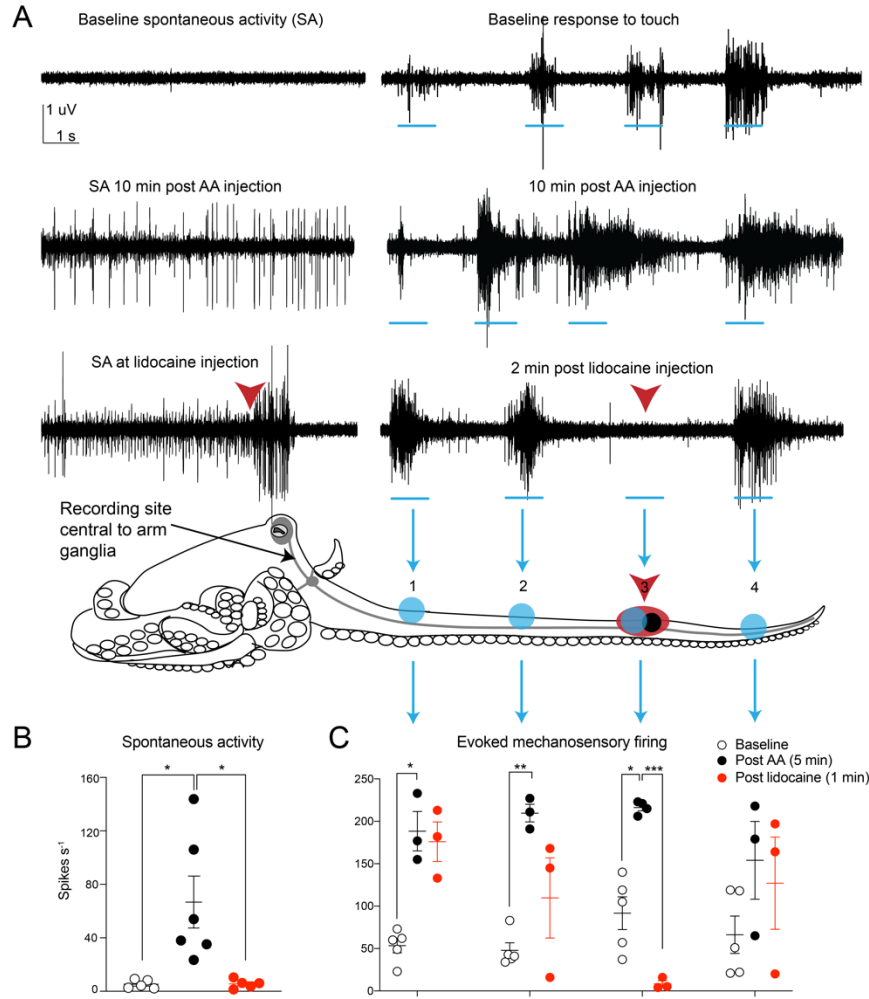 A
Baseline spontaneous activity (SA)
Baseline response to touch
1 uV
1 s
SA 10 min post AA injection
10 min post AA injection
SA at lidocaine injection
2 min post lidocaine injection
Recording site
central to arm
ganglia
1
2
3
4
B
Spontaneous activity
C
Evoked mechanosensory firing
Baseline
Post AA (5 min)
Post lidocaine (1 min)
* *
* ** * ***
Spikes s⁻¹
160
120
80
40
0
250
200
150
100
50
0